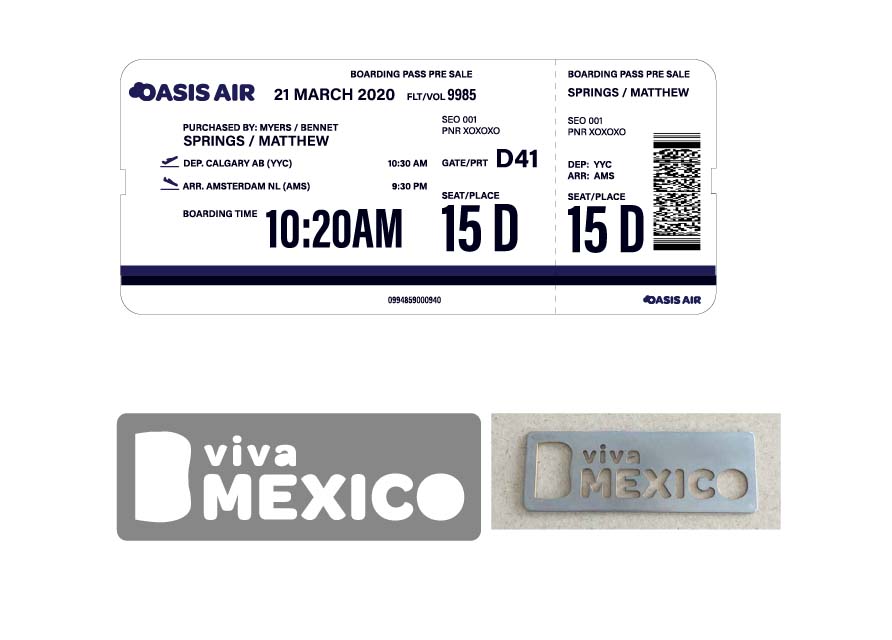 BOARDING PASS PRE SALE
OASIS AIR
21 MARCH 2020 FLT/VOL 9985
SEO 001
PNR XOXOXO
PURCHASED BY: MYERS / BENNET
SPRINGS / MATTHEW
DEP. CALGARY AB (YYC) 10:30 AM
GATE/PRT D41
ARR. AMSTERDAM NL (AMS) 9:30 PM
SEAT/PLACE
15 D
BOARDING TIME 10:20AM
0994859000940
BOARDING PASS PRE SALE
SPRINGS / MATTHEW
SEO 001
PNR XOXOXO
DEP: YYC
ARR: AMS
SEAT/PLACE
15 D
OASIS AIR
viva
MEXICO
viva
MEXICO